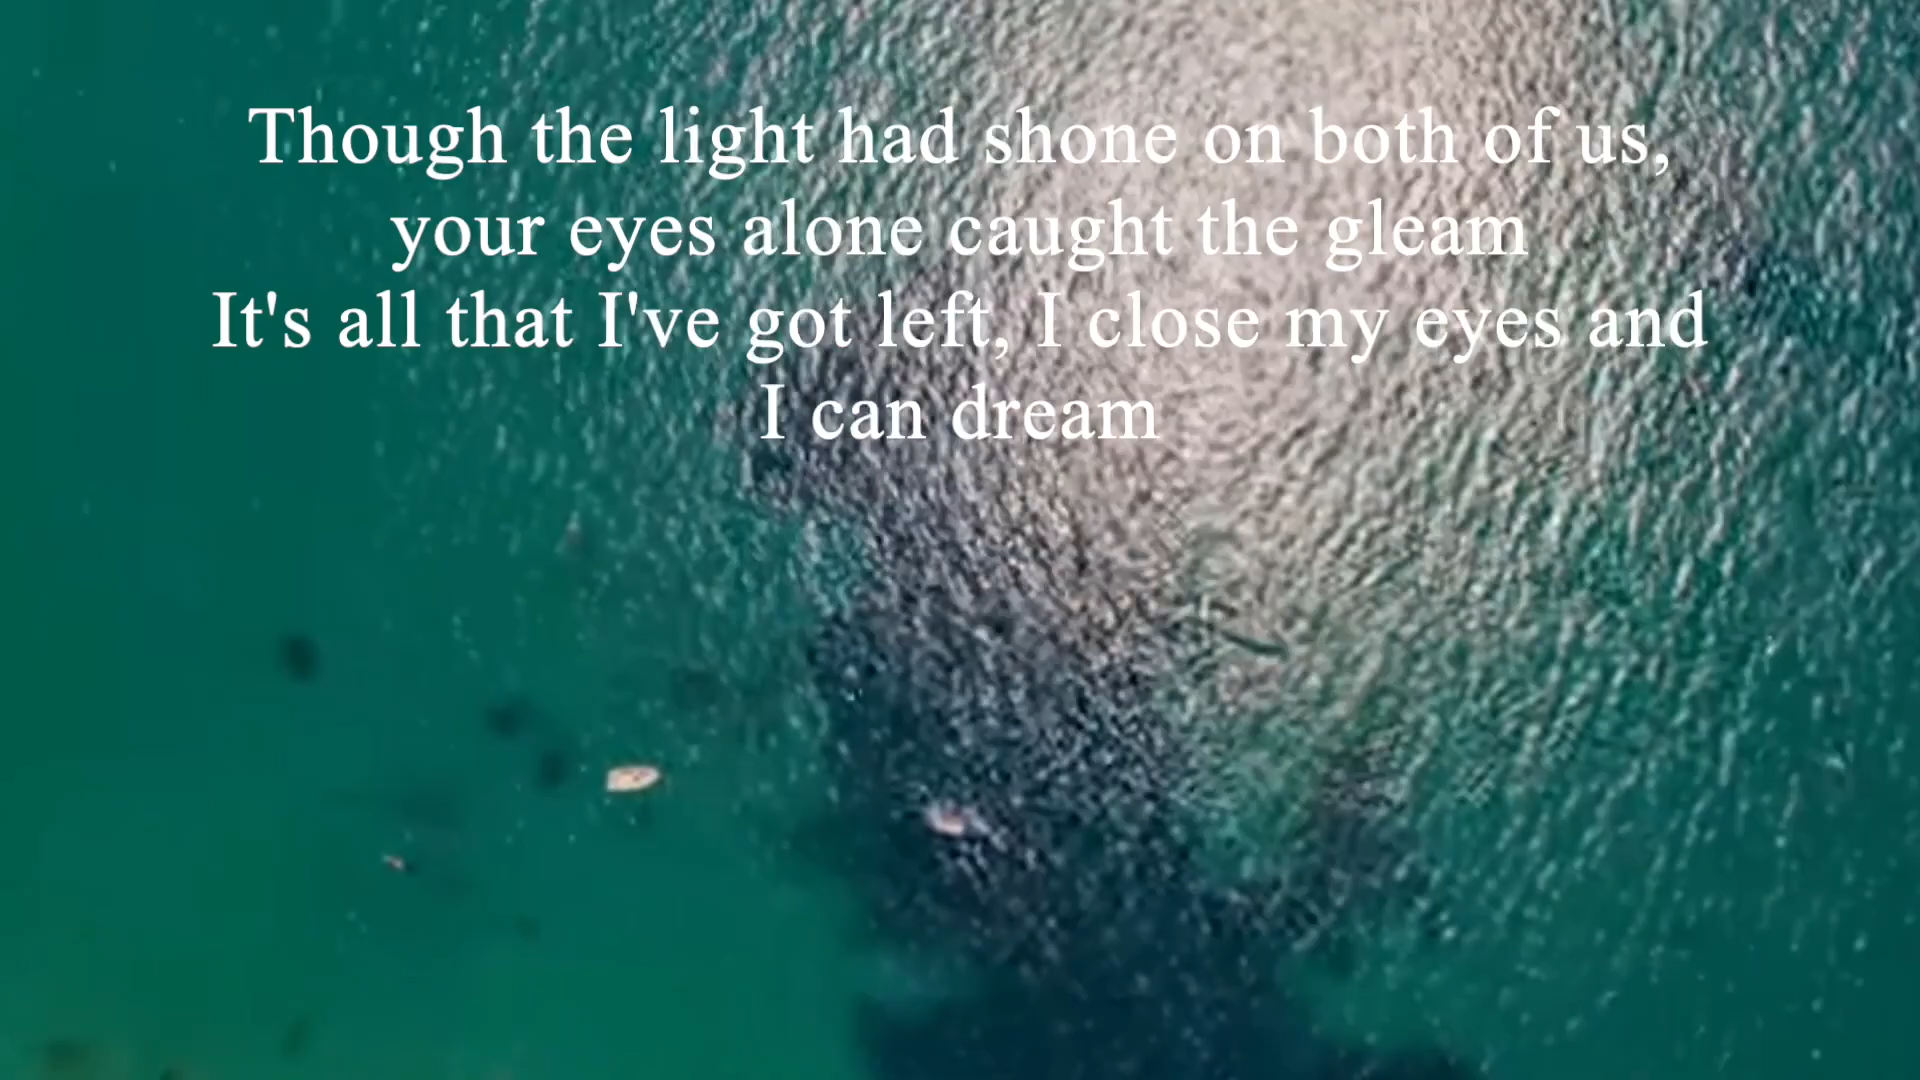 Though the light had shone on both of us,
your eyes alone caught the gleam
It's all that I've got left, I close my eyes and
I can dream